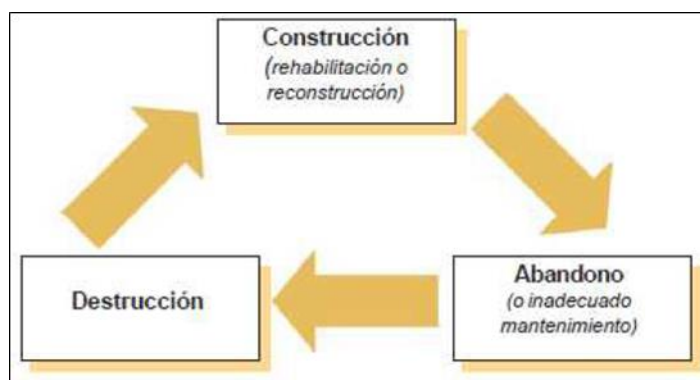 Construcción
(rehabilitación o
reconstrucción)
Destrucción
Abandono
(o inadecuado
mantenimiento)